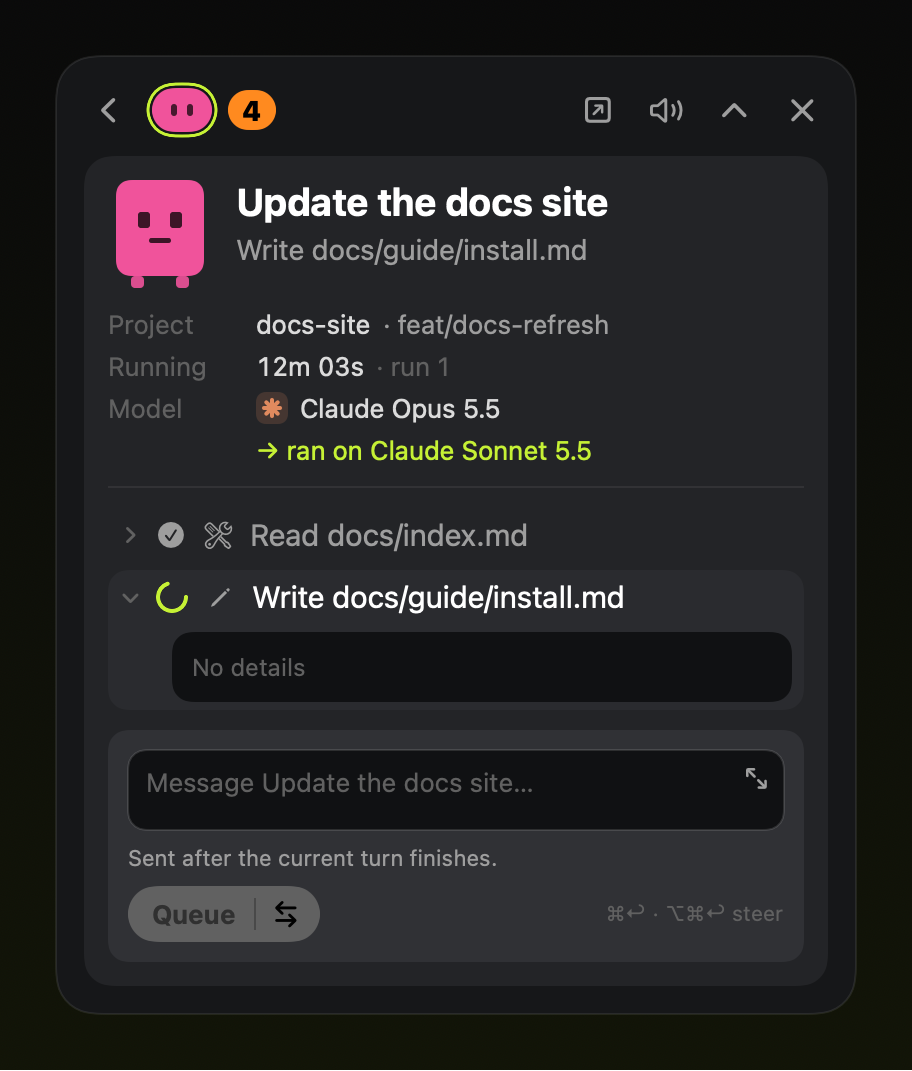 4
Update the docs site
Write docs/guide/install.md
Project docs-site · feat/docs-refresh
Running 12m 03s · run 1
Model Claude Opus 5.5
→ ran on Claude Sonnet 5.5
Read docs/index.md
Write docs/guide/install.md
No details
Message Update the docs site...
Sent after the current turn finishes.
Queue ⌘↩ · ⌥⌘↩ steer